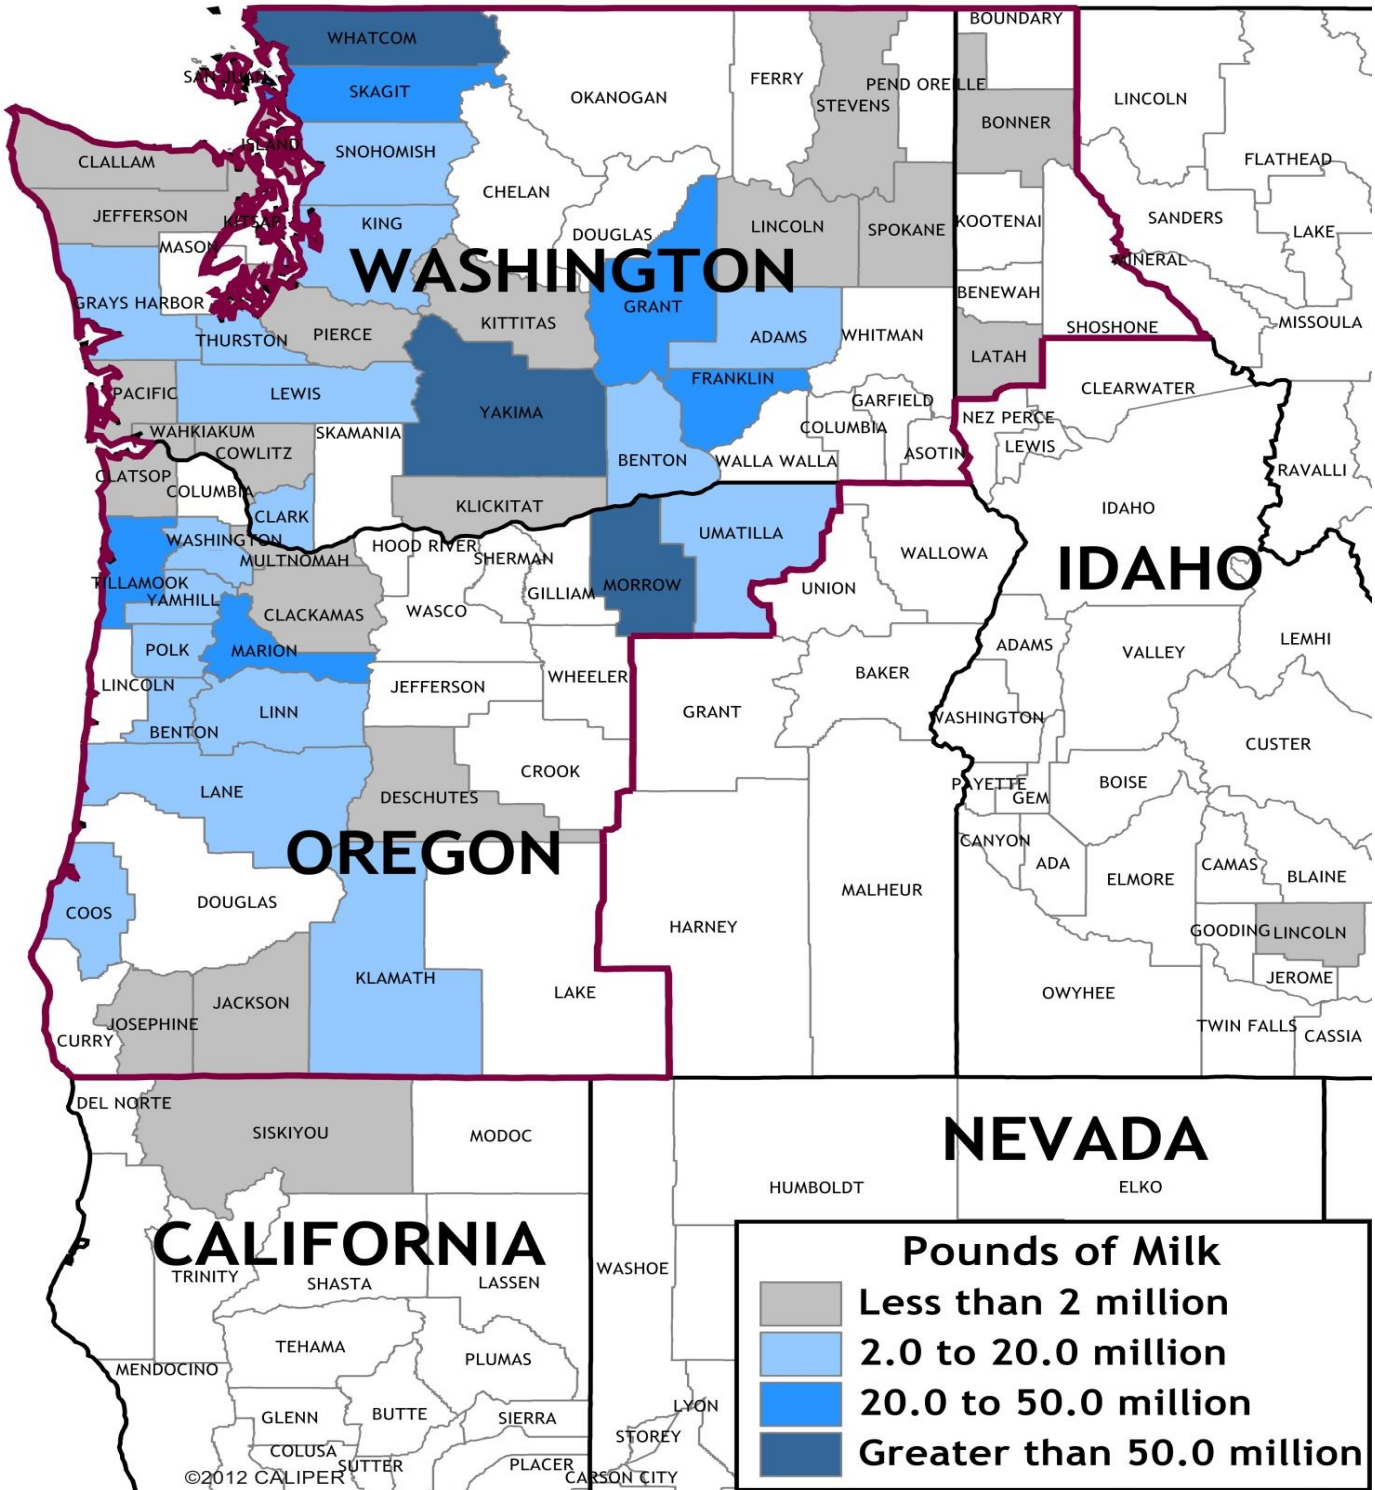 BOUNDARY
WHATCOM
SAN JUAN
SKAGIT
OKANOGAN
FERRY
STEVENS
PEND OREILLE
BONNER
LINCOLN
FLATHEAD
CLALLAM
ISLAND
SNOHOMISH
CHELAN
JEFFERSON
KITSAP
KING
DOUGLAS
LINCOLN
SPOKANE
KOOTENAI
SANDERS
LAKE
MASON
WASHINGTON
MINERAL
GRAYS HARBOR
GRANT
BENEWAH
THURSTON
PIERCE
KITTITAS
ADAMS
WHITMAN
SHOSHONE
MISSOULA
LATAH
PACIFIC
LEWIS
YAKIMA
FRANKLIN
GARFIELD
CLEARWATER
WAHKIAKUM
SKAMANIA
COLUMBIA
NEZ PERCE
COWLITZ
BENTON
WALLA WALLA
ASOTIN
LEWIS
RAVALLI
CLATSOP
COLUMBIA
KLICKITAT
IDAHO
CLARK
WASHINGTON
MULTNOMAH
HOOD RIVER
SHERMAN
UMATILLA
WALLOWA
IDAHO
TILLAMOOK
YAMHILL
CLACKAMAS
WASCO
GILLIAM
MORROW
UNION
POLK
MARION
ADAMS
VALLEY
LEMHI
LINCOLN
JEFFERSON
WHEELER
BAKER
BENTON
LINN
GRANT
WASHINGTON
CUSTER
LANE
DESCHUTES
CROOK
PAYETTE
GEM
BOISE
OREGON
CANYON
ADA
ELMORE
CAMAS
BLAINE
COOS
DOUGLAS
MALHEUR
HARNEY
GOODING
LINCOLN
KLAMATH
LAKE
OWYHEE
JEROME
JACKSON
JOSEPHINE
CURRY
TWIN FALLS
CASSIA
DEL NORTE
SISKIYOU
MODOC
NEVADA
HUMBOLDT
ELKO
CALIFORNIA
TRINITY
SHASTA
LASSEN
WASHOE
TEHAMA
PLUMAS
MENDOCINO
GLENN
BUTTE
SIERRA
LYON
COLUSA
SUTTER
PLACER
STOREY
CARSON CITY
©2012 CALIPER
Pounds of Milk
Less than 2 million
2.0 to 20.0 million
20.0 to 50.0 million
Greater than 50.0 million